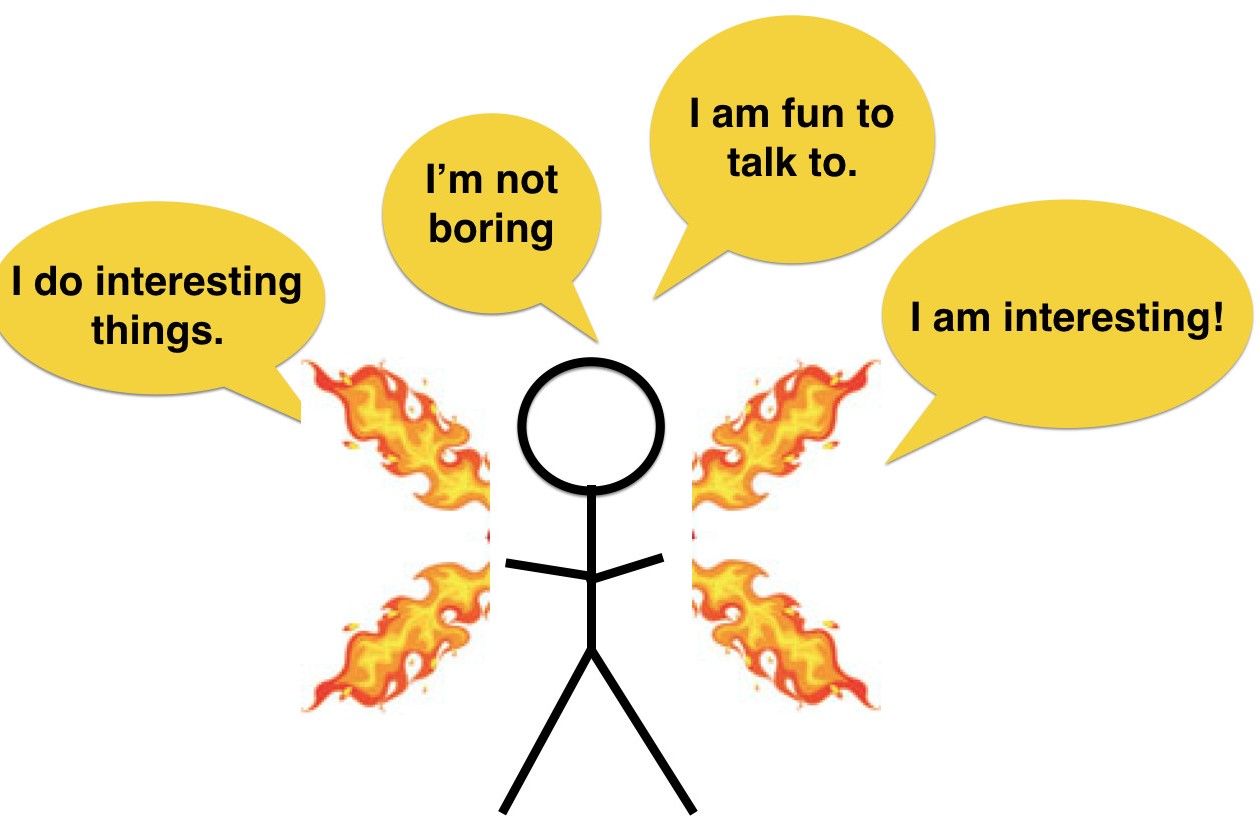 I do interesting
things.
I'm not
boring
I am fun to
talk to.
I am interesting!